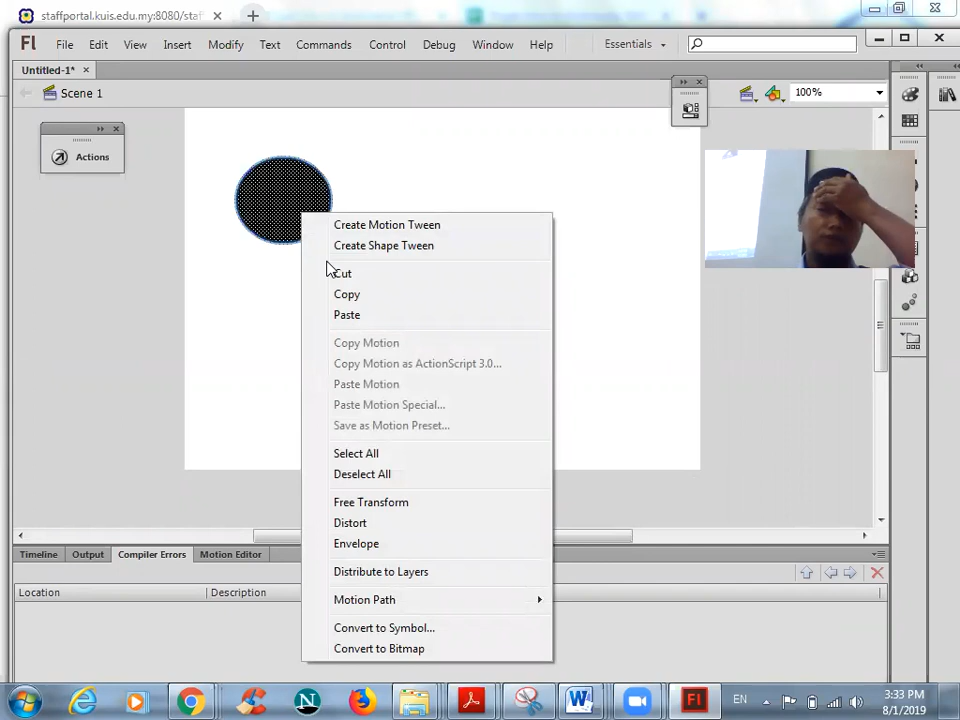 staffportal.kuis.edu.my:8080/staf
Fl File Edit View Insert Modify Text Commands Control Debug Window Help Essentials
Untitled-1*
Scene 1
100%
Actions
Create Motion Tween
Create Shape Tween
Cut
Copy
Paste
Copy Motion
Copy Motion as ActionScript 3.0...
Paste Motion
Paste Motion Special...
Save as Motion Preset...
Select All
Deselect All
Free Transform
Distort
Envelope
Distribute to Layers
Motion Path
Convert to Symbol...
Convert to Bitmap
Timeline Output Compiler Errors Motion Editor
Location Description
EN
3:33 PM
8/1/2019